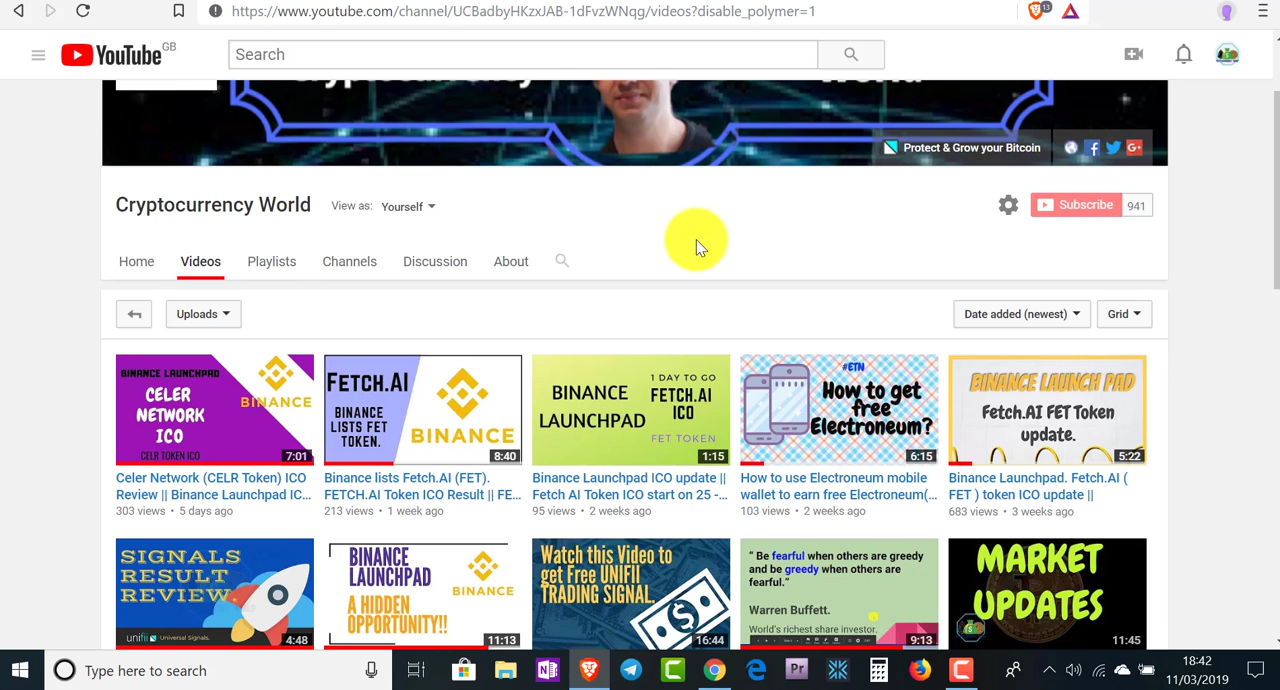 https://www.youtube.com/channel/UCBadbyHKzxJAB-1dFvzWNqg/videos?disable_polymer=1
13
YouTube GB
Search
Cryptocurrency World
Protect & Grow your Bitcoin
Cryptocurrency World
View as: Yourself
Subscribe 941
Home Videos Playlists Channels Discussion About
Uploads
Date added (newest)
Grid
BINANCE LAUNCHPAD
CELER
NETWORK
ICO
CELR TOKEN ICO
BINANCE
7:01
Celer Network (CELR Token) ICO
Review || Binance Launchpad IC...
303 views • 5 days ago
FETCH.AI
BINANCE
LISTS FET
TOKEN.
BINANCE
8:40
Binance lists Fetch.AI (FET).
FETCH.AI Token ICO Result || FE...
213 views • 1 week ago
BINANCE
LAUNCHPAD
1 DAY TO GO
FETCH.AI
ICO
FET TOKEN
1:15
Binance Launchpad ICO update ||
Fetch AI Token ICO start on 25 -...
95 views • 2 weeks ago
#ETN
How to get
free
Electroneum?
6:15
How to use Electroneum mobile
wallet to earn free Electroneum(...
103 views • 2 weeks ago
BINANCE LAUNCH PAD
Fetch.AI FET Token
update.
5:22
Binance Launchpad. Fetch.AI (
FET ) token ICO update ||
683 views • 3 weeks ago
SIGNALS
RESULT
REVIEW.
unifii Universal Signals.
4:48
BINANCE
LAUNCHPAD
A HIDDEN
OPPORTUNITY!!
BINANCE
11:13
Watch this Video to
get Free UNIFII
TRADING SIGNAL.
16:44
" Be fearful when others are greedy
and be greedy when others are
fearful."
Warren Buffett.
World's richest share investor.
9:13
MARKET
UPDATES
11:45
Type here to search
18:42
11/03/2019